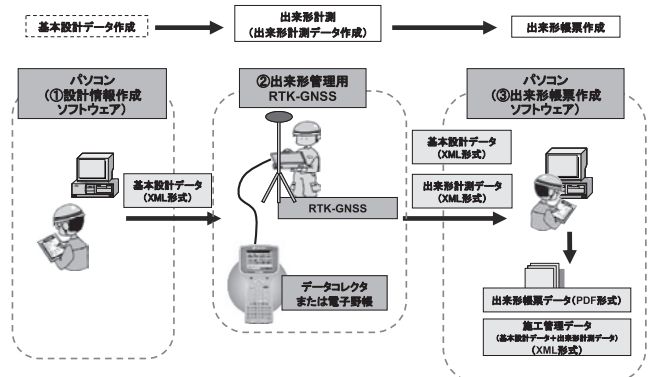 基本設計データ作成
出来形計測
(出来形計測データ作成)
出来形帳票作成
パソコン
(①設計情報作成
ソフトウェア)
②出来形管理用
RTK-GNSS
パソコン
(③出来形帳票作成
ソフトウェア)
基本設計データ
(XML形式)
RTK-GNSS
データコレクタ
または電子野帳
基本設計データ
(XML形式)
出来形計測データ
(XML形式)
出来形帳票データ(PDF形式)
施工管理データ
(基本設計データ+出来形計測データ)
(XML形式)